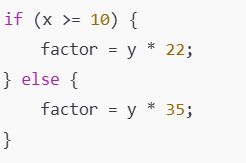 if (x >= 10) {
    factor = y * 22;
} else {
    factor = y * 35;
}